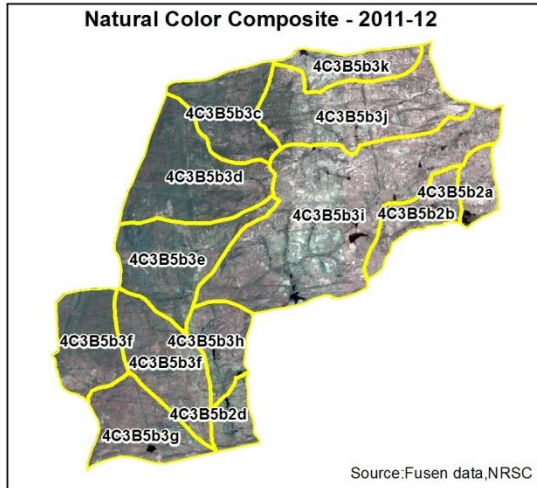 Natural Color Composite - 2011-12
4C3B5b3k
4C3B5b3c
4C3B5b3j
4C3B5b3d
4C3B5b2a
4C3B5b3i
4C3B5b2b
4C3B5b3e
4C3B5b3f
4C3B5b3h
4C3B5b3f
4C3B5b2d
4C3B5b3g
Source:Fusen data,NRSC